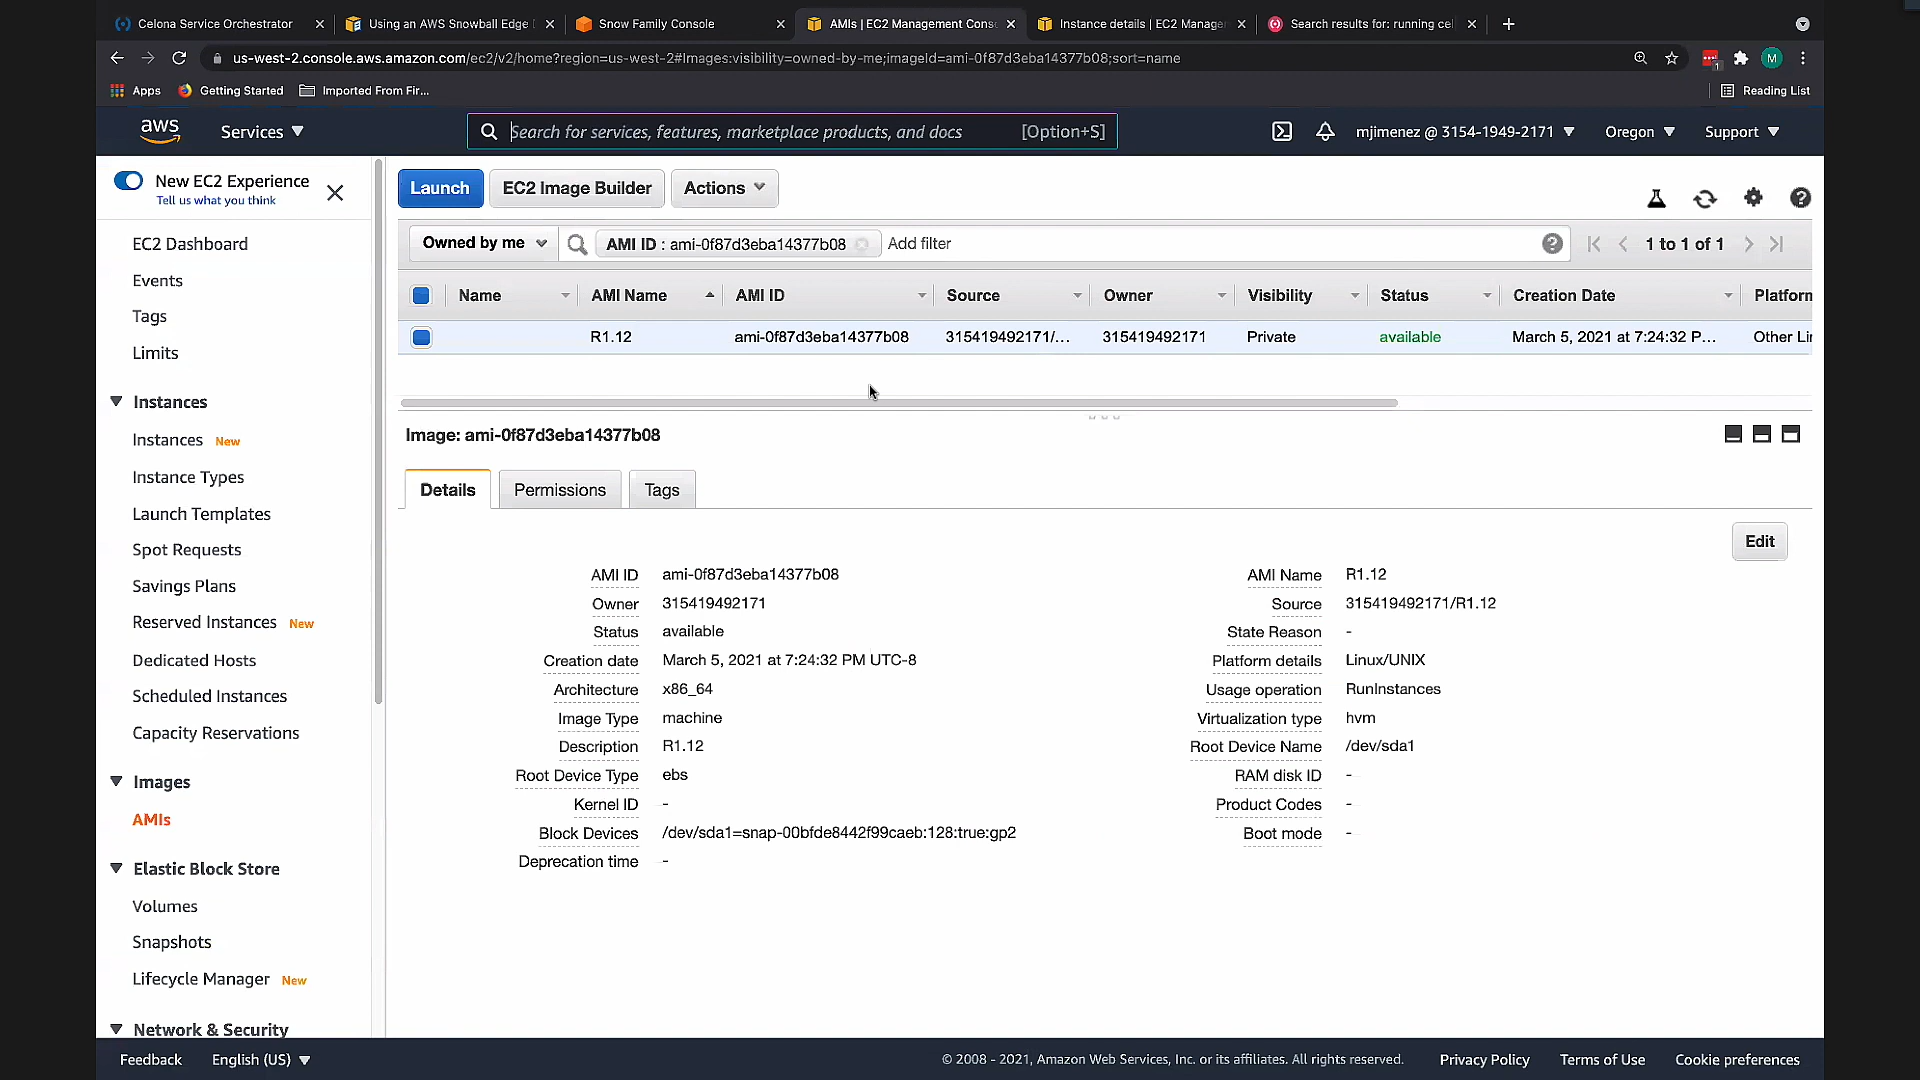 Celona Service Orchestrator
Using an AWS Snowball Edge
Snow Family Console
AMIs | EC2 Management Cons
Instance details | EC2 Manage
Search results for: running ce
us-west-2.console.aws.amazon.com/ec2/v2/home?region=us-west-2#Images:visibility=owned-by-me;imageId=ami-0f87d3eba14377b08;sort=name
1
M
Apps
Getting Started
Imported From Fir...
Reading List
aws
Services
Search for services, features, marketplace products, and docs [Option+S]
mjimenez @ 3154-1949-2171
Oregon
Support
New EC2 Experience
Tell us what you think
EC2 Dashboard
Events
Tags
Limits
Instances
Instances New
Instance Types
Launch Templates
Spot Requests
Savings Plans
Reserved Instances New
Dedicated Hosts
Scheduled Instances
Capacity Reservations
Images
AMIs
Elastic Block Store
Volumes
Snapshots
Lifecycle Manager New
Network & Security
Launch
EC2 Image Builder
Actions
Owned by me
AMI ID : ami-0f87d3eba14377b08
Add filter
1 to 1 of 1
Name AMI Name AMI ID Source Owner Visibility Status Creation Date Platform
R1.12 ami-0f87d3eba14377b08 315419492171/... 315419492171 Private available March 5, 2021 at 7:24:32 P... Other Lin
Image: ami-0f87d3eba14377b08
Details
Permissions
Tags
Edit
AMI ID ami-0f87d3eba14377b08
Owner 315419492171
Status available
Creation date March 5, 2021 at 7:24:32 PM UTC-8
Architecture x86_64
Image Type machine
Description R1.12
Root Device Type ebs
Kernel ID -
Block Devices /dev/sda1=snap-00bfde8442f99caeb:128:true:gp2
Deprecation time -
AMI Name R1.12
Source 315419492171/R1.12
State Reason -
Platform details Linux/UNIX
Usage operation RunInstances
Virtualization type hvm
Root Device Name /dev/sda1
RAM disk ID -
Product Codes -
Boot mode -
Feedback
English (US)
© 2008 - 2021, Amazon Web Services, Inc. or its affiliates. All rights reserved.
Privacy Policy
Terms of Use
Cookie preferences